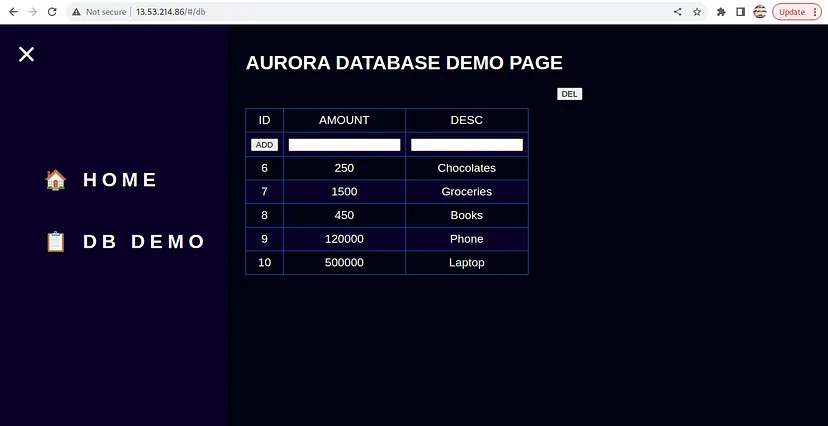 Not secure | 13.53.214.86/#/db
Update
AURORA DATABASE DEMO PAGE
DEL
ID AMOUNT DESC
ADD
6 250 Chocolates
7 1500 Groceries
8 450 Books
9 120000 Phone
10 500000 Laptop
HOME
DB DEMO